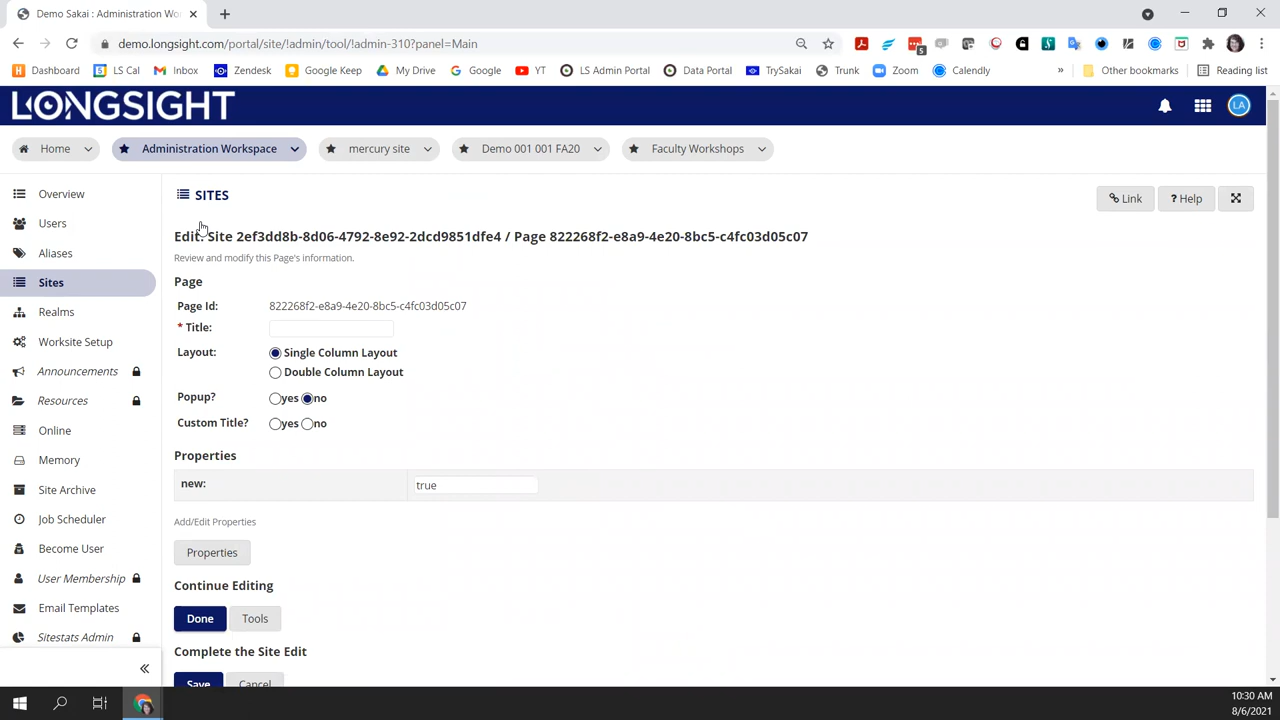 Demo Sakai : Administration Wo
demo.longsight.com/portal/site/!admin/tool/!admin-310?panel=Main
5
Dashboard
LS Cal
Inbox
Zendesk
Google Keep
My Drive
Google
YT
LS Admin Portal
Data Portal
TrySakai
Trunk
Zoom
Calendly
»
Other bookmarks
Reading list
LONGSIGHT
LA
Home
Administration Workspace
mercury site
Demo 001 001 FA20
Faculty Workshops
Overview
Users
Aliases
Sites
Realms
Worksite Setup
Announcements
Resources
Online
Memory
Site Archive
Job Scheduler
Become User
User Membership
Email Templates
Sitestats Admin
«
SITES
Link
? Help
Edit: Site 2ef3dd8b-8d06-4792-8e92-2dcd9851dfe4 / Page 822268f2-e8a9-4e20-8bc5-c4fc03d05c07
Review and modify this Page's information.
Page
Page Id: 822268f2-e8a9-4e20-8bc5-c4fc03d05c07
* Title:
Layout: Single Column Layout
Double Column Layout
Popup? yes no
Custom Title? yes no
Properties
new: true
Add/Edit Properties
Properties
Continue Editing
Done Tools
Complete the Site Edit
Save Cancel
10:30 AM
8/6/2021